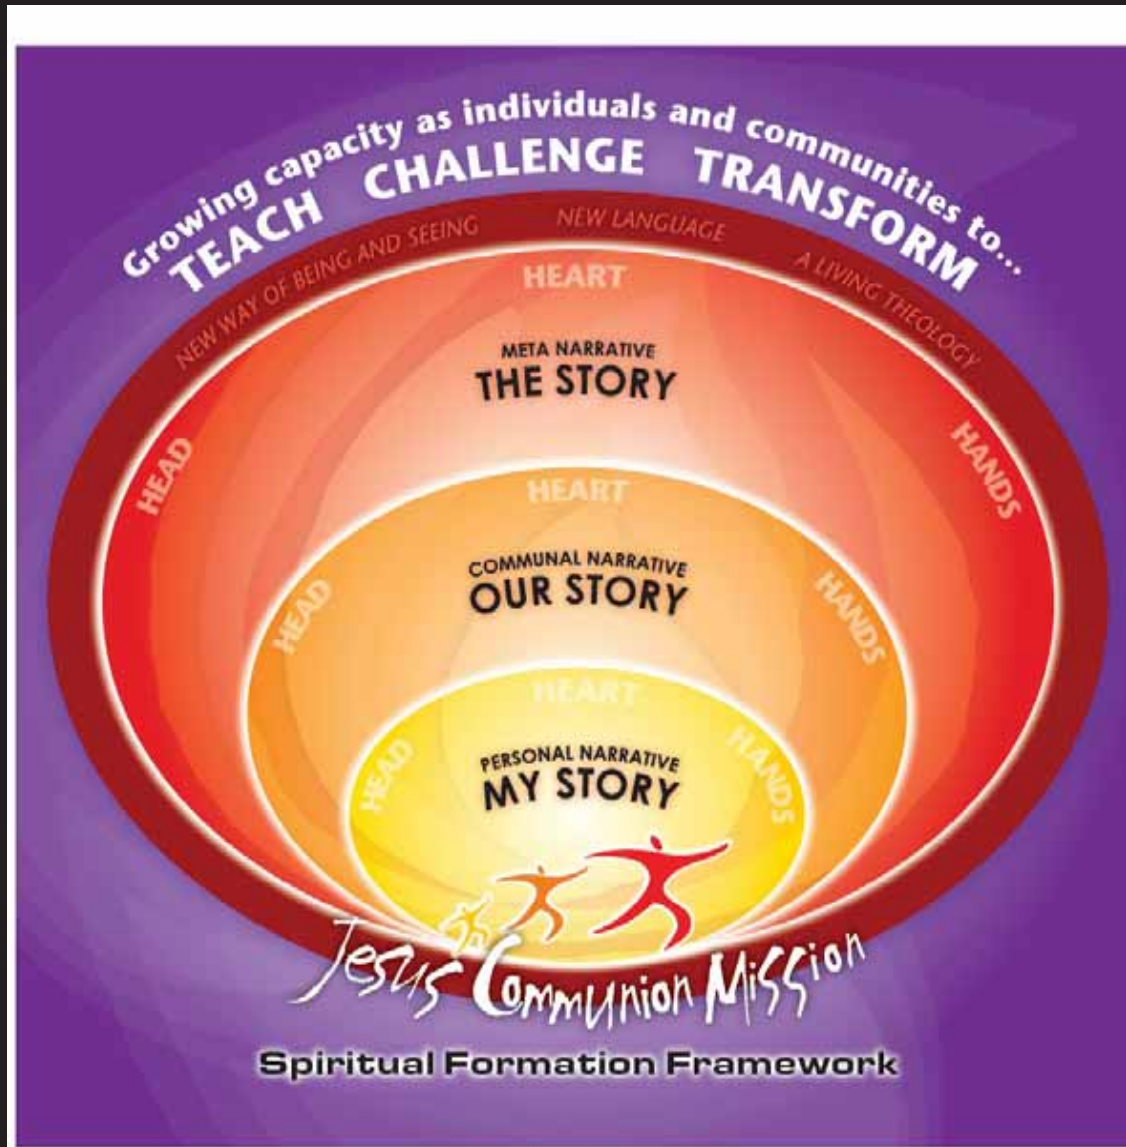 Growing capacity as individuals and communities to...
TEACH CHALLENGE TRANSFORM
NEW WAY OF BEING AND SEEING NEW LANGUAGE A LIVING THEOLOGY
HEART
META NARRATIVE
THE STORY
HEAD HANDS
HEART
COMMUNAL NARRATIVE
OUR STORY
HEAD HANDS
HEART
PERSONAL NARRATIVE
MY STORY
HEAD HANDS
Jesus Communion Mission
Spiritual Formation Framework